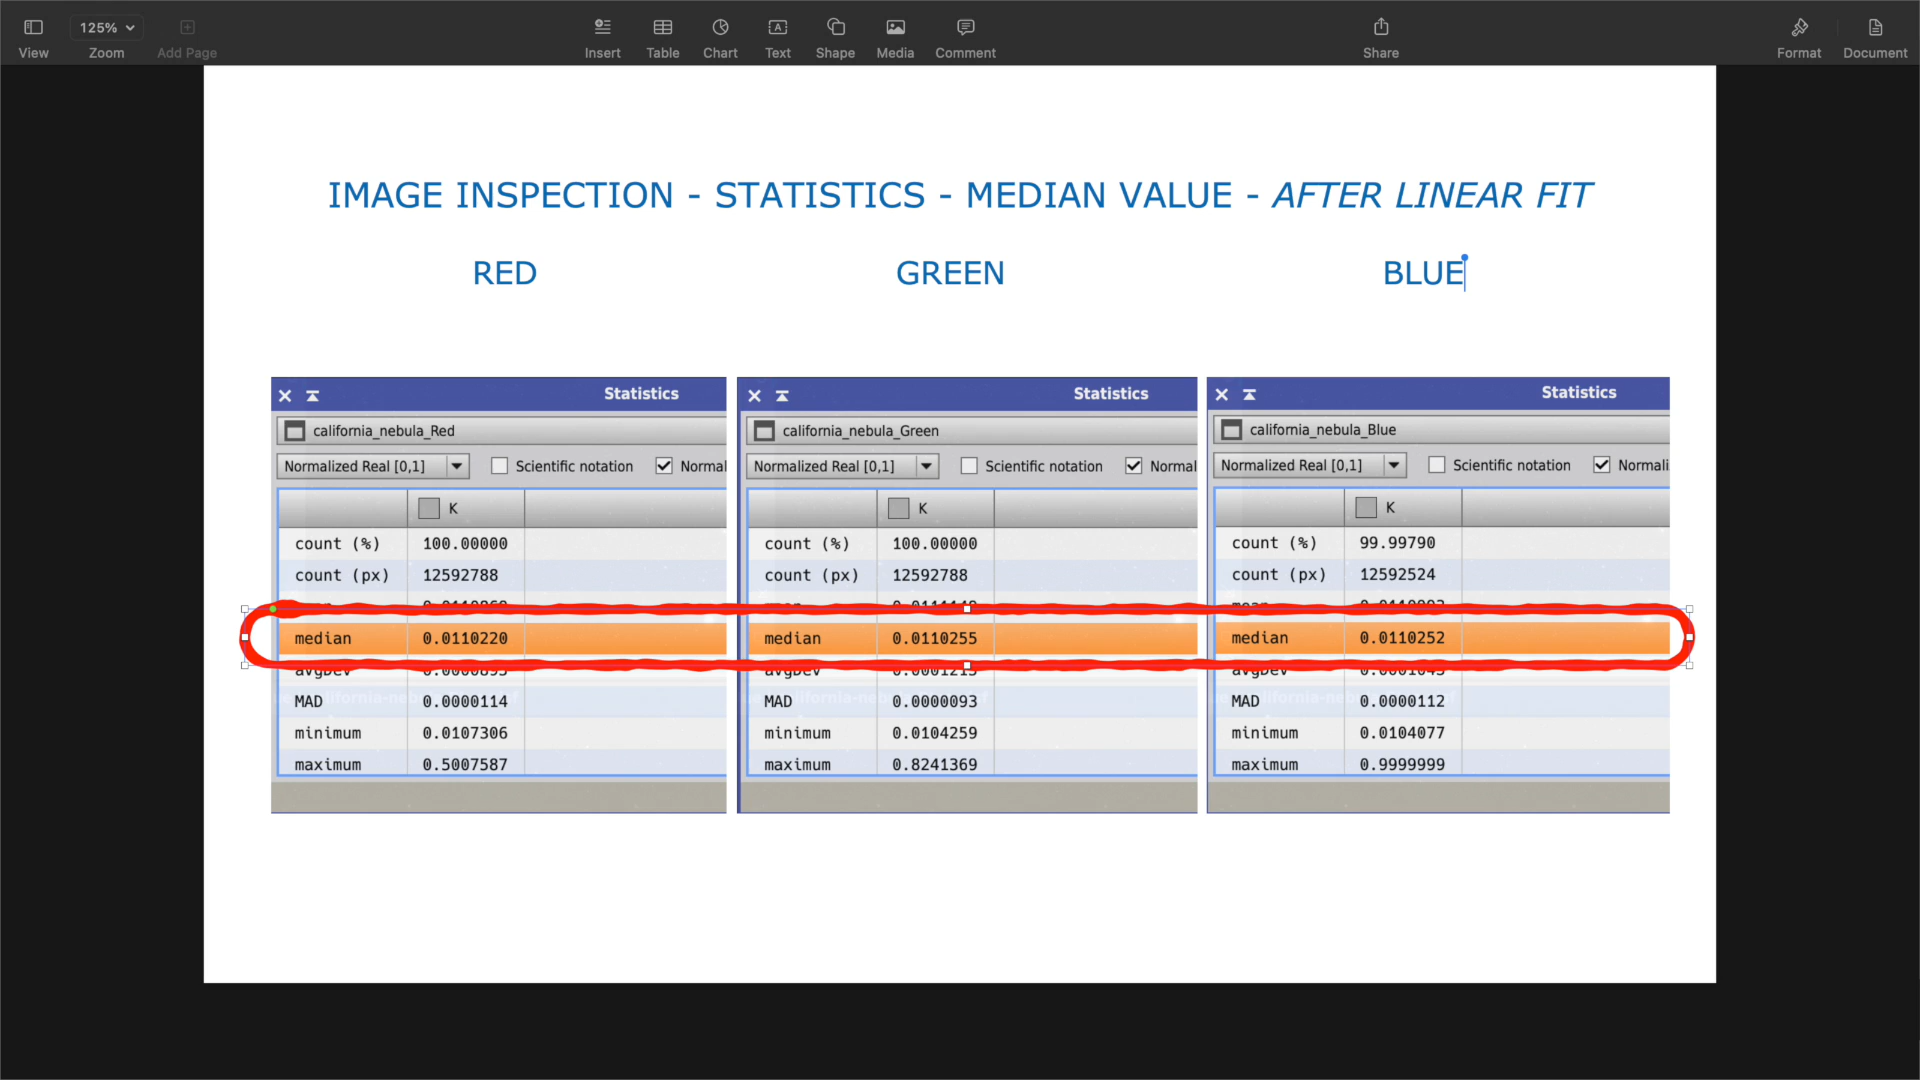 125%
View Zoom Add Page Insert Table Chart Text Shape Media Comment Share Format Document
IMAGE INSPECTION - STATISTICS - MEDIAN VALUE - AFTER LINEAR FIT
RED GREEN BLUE
Statistics
california_nebula_Red
Normalized Real [0,1] Scientific notation Normal
K
count (%) 100.00000
count (px) 12592788
median 0.0110220
MAD 0.0000114
minimum 0.0107306
maximum 0.5007587
Statistics
california_nebula_Green
Normalized Real [0,1] Scientific notation Normal
K
count (%) 100.00000
count (px) 12592788
median 0.0110255
MAD 0.0000093
minimum 0.0104259
maximum 0.8241369
Statistics
california_nebula_Blue
Normalized Real [0,1] Scientific notation Normali
K
count (%) 99.99790
count (px) 12592524
median 0.0110252
MAD 0.0000112
minimum 0.0104077
maximum 0.9999999